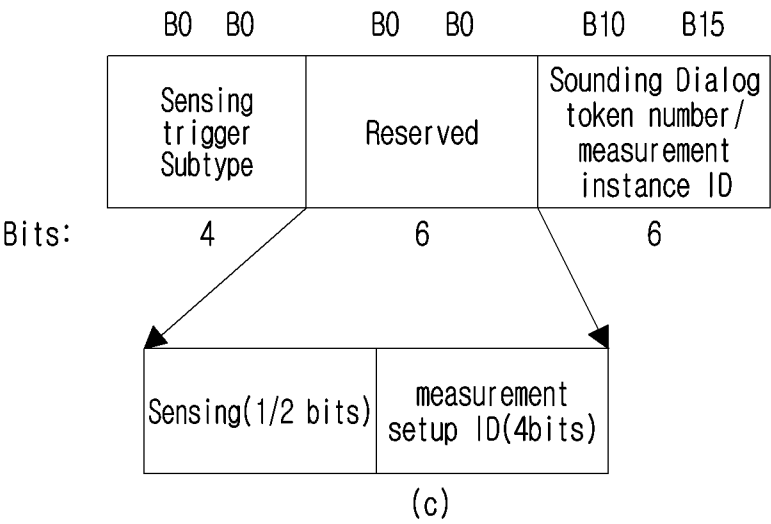 B0 B0 B0 B0 B10 B15
Sensing
trigger
Subtype
Reserved
Sounding Dialog
token number/
measurement
instance ID
Bits: 4 6 6
Sensing(1/2 bits)
measurement
setup ID(4bits)
(c)